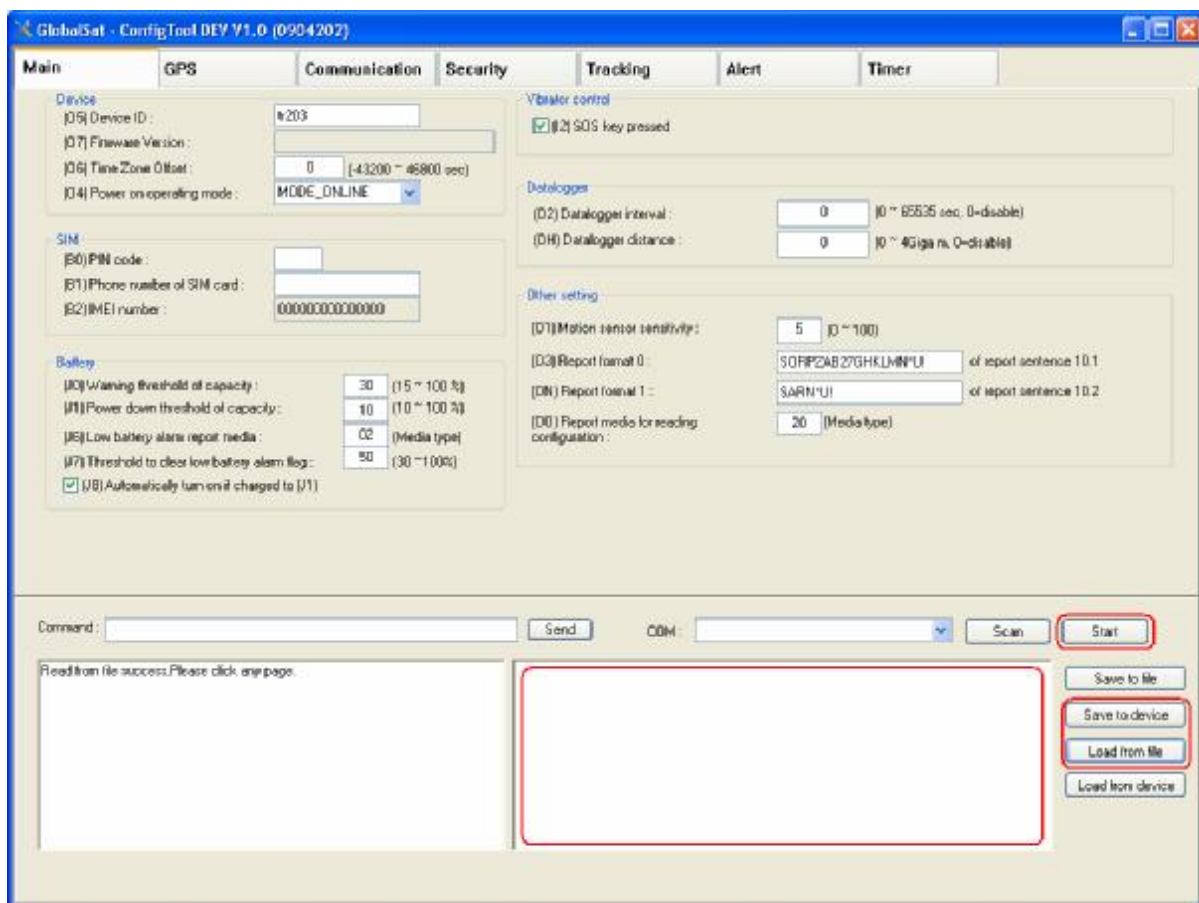 GlobalSat - ConfigTool DEV V1.0 (0904202)
Main GPS Communication Security Tracking Alert Timer
Device
(O5) Device ID : tr203
(O7) Firmware Version :
(O6) Time Zone Offset : 0 (-43200 ~ 46800 sec)
(O4) Power on operating mode : MODE_ONLINE
SIM
(B0)PIN code :
(B1)Phone number of SIM card :
(B2)IMEI number : 000000000000000
Battery
(J0)Warning threshold of capacity : 30 (15 ~ 100 %)
(J1)Power down threshold of capacity : 10 (10 ~ 100 %)
(J6)Low battery alarm report media : 02 (Media type)
(J7)Threshold to clear low battery alarm flag : 50 (30 ~100%)
(J8)Automatically turn on if charged to (J1)
Vibrator control
SOS key pressed
Datalogger
(D2) Datalogger interval : 0 (0 ~ 65535 sec, 0=disable)
(DH) Datalogger distance : 0 (0 ~ 4Giga m, 0=disable)
Other setting
(D1)Motion sensor sensitivity : 5 (0 ~ 100)
(O3)Report format 0 : of report sentence 10.1
(ON) Report format 1 : SARN*U! of report sentence 10.2
Report media for reading configuration : 20 (Media type)
Command : Send COM : Scan Start
Read from file success.Please click any page.
Save to file
Save to device
Load from file
Load from device